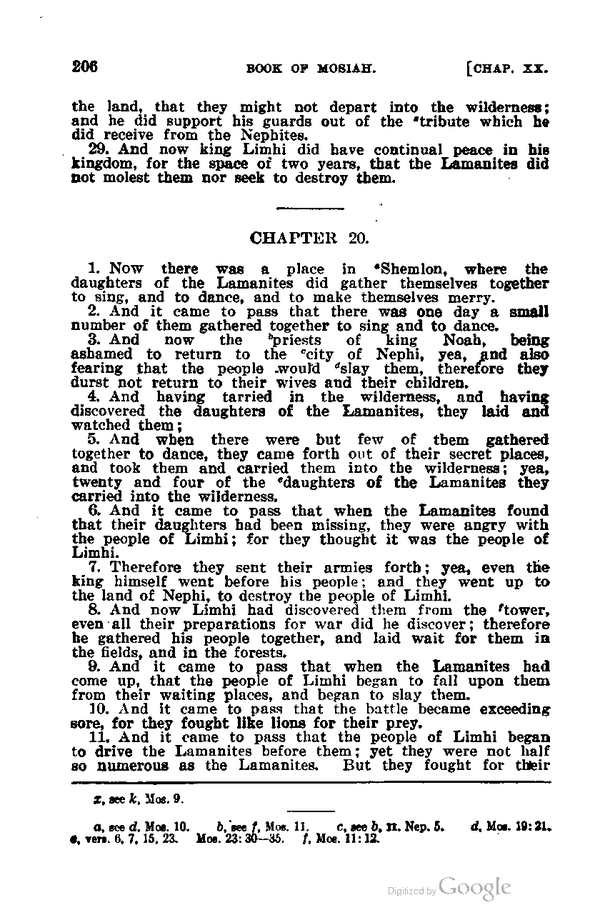 206 BOOK OF MOSIAH. [CHAP. XX.
the land, that they might not depart into the wilderness;
and he did support his guards out of the ˣtribute which he
did receive from the Nephites.
29. And now king Limhi did have continual peace in his
kingdom, for the space of two years, that the Lamanites did
not molest them nor seek to destroy them.
CHAPTER 20.
1. Now there was a place in ᵃShemlon, where the
daughters of the Lamanites did gather themselves together
to sing, and to dance, and to make themselves merry.
2. And it came to pass that there was one day a small
number of them gathered together to sing and to dance.
3. And now the ᵇpriests of king Noah, being
ashamed to return to the ᶜcity of Nephi, yea, and also
fearing that the people would ᵈslay them, therefore they
durst not return to their wives and their children.
4. And having tarried in the wilderness, and having
discovered the daughters of the Lamanites, they laid and
watched them;
5. And when there were but few of them gathered
together to dance, they came forth out of their secret places,
and took them and carried them into the wilderness; yea,
twenty and four of the ᵉdaughters of the Lamanites they
carried into the wilderness.
6. And it came to pass that when the Lamanites found
that their daughters had been missing, they were angry with
the people of Limhi; for they thought it was the people of
Limhi.
7. Therefore they sent their armies forth; yea, even the
king himself went before his people; and they went up to
the land of Nephi, to destroy the people of Limhi.
8. And now Limhi had discovered them from the ᶠtower,
even all their preparations for war did he discover; therefore
he gathered his people together, and laid wait for them in
the fields, and in the forests.
9. And it came to pass that when the Lamanites had
come up, that the people of Limhi began to fall upon them
from their waiting places, and began to slay them.
10. And it came to pass that the battle became exceeding
sore, for they fought like lions for their prey.
11. And it came to pass that the people of Limhi began
to drive the Lamanites before them; yet they were not half
so numerous as the Lamanites. But they fought for their
x, see k, Mos. 9.
a, see d. Mos. 10. b, see f, Mos. 11. c, see b, II. Nep. 5. d, Mos. 19:21.
e, vers. 6, 7, 15, 23. Mos. 23:30—35. f, Mos. 11:12.
Digitized by Google